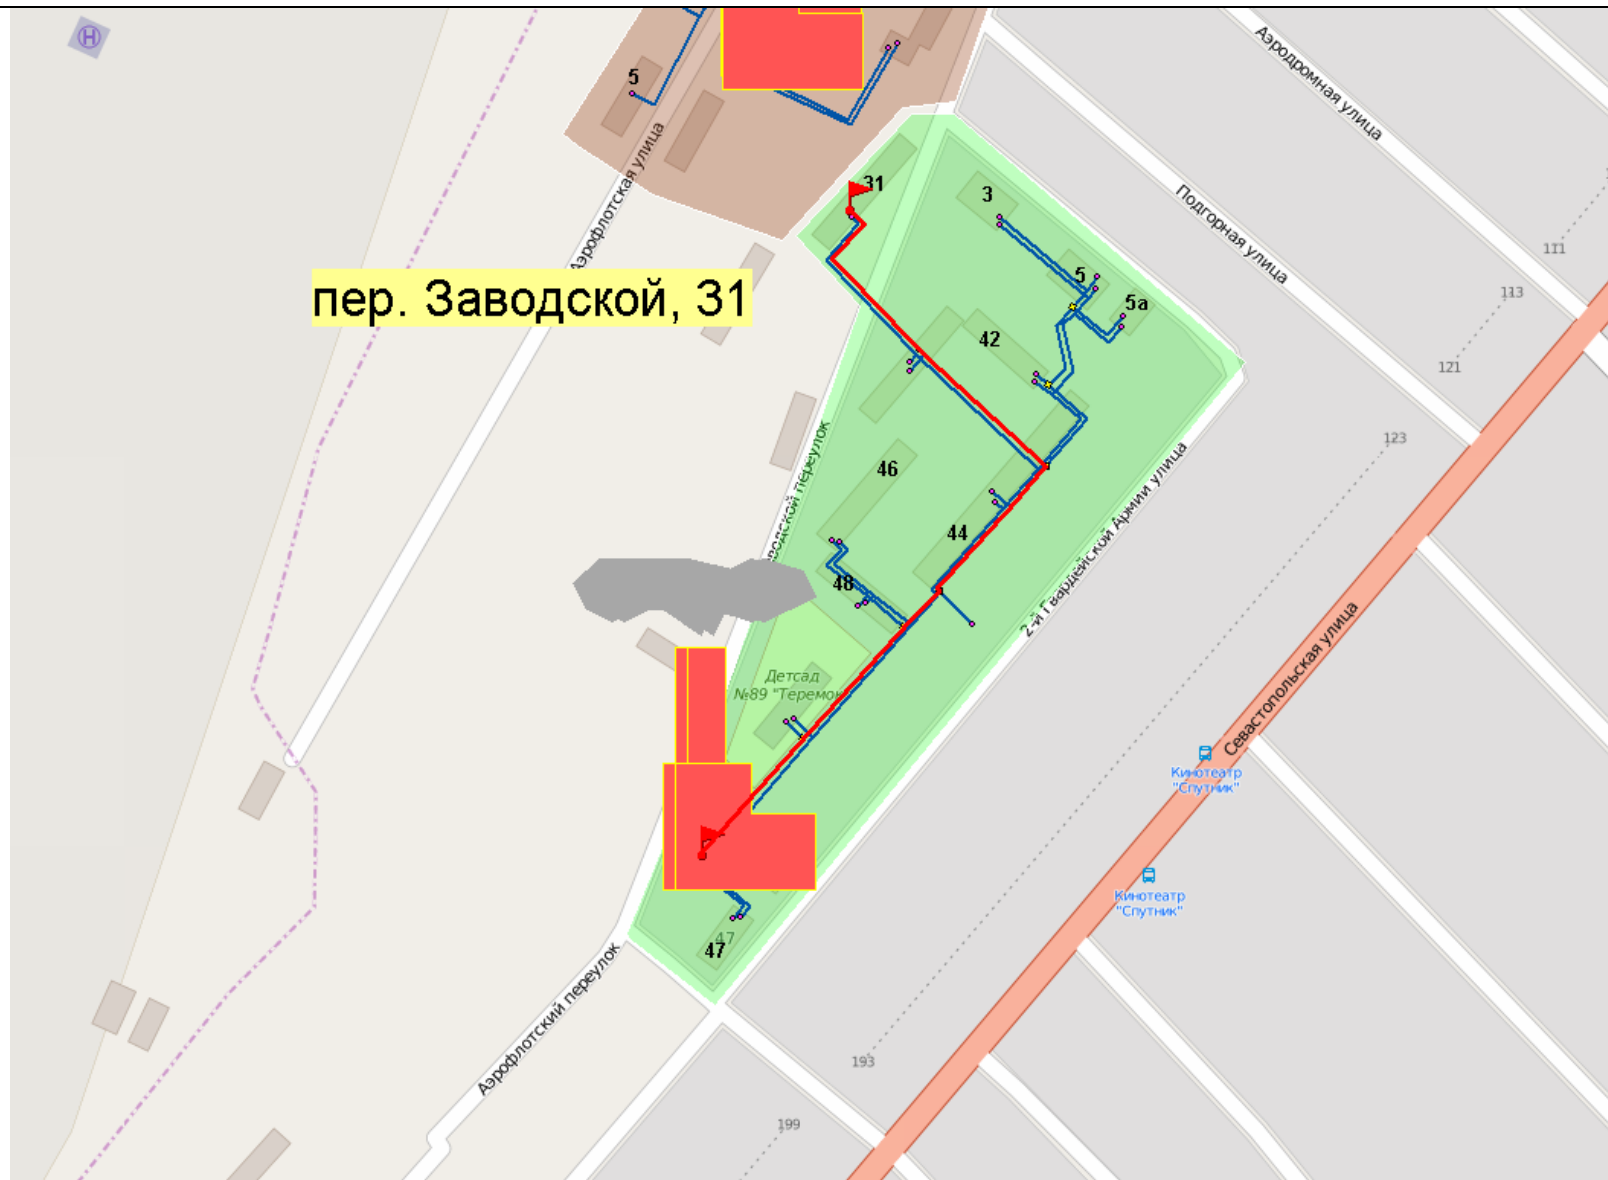 H
5
Аэродромная улица
Аэрофлотская улица
31
3
Подгорная улица
111
5
5а
113
пер. Заводской, 31
42
121
123
46
водской переулок
44
2-й Гвардейской Армии улица
48
Детсад
№89 "Теремок
Севастопольская улица
Кинотеатр
"Спутник"
Кинотеатр
"Спутник"
47
47
Аэрофлотский переулок
193
199